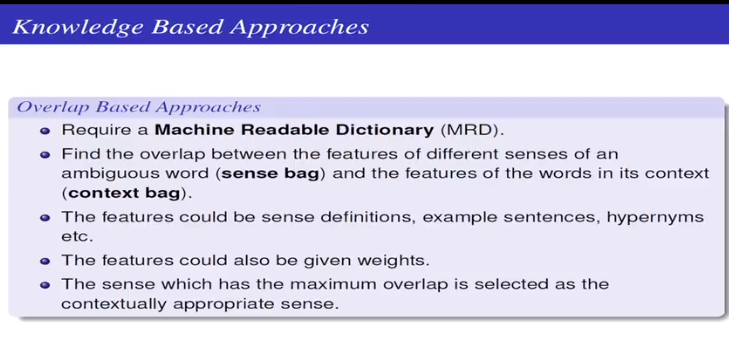 Knowledge Based Approaches
Overlap Based Approaches
Require a Machine Readable Dictionary (MRD).
Find the overlap between the features of different senses of an
ambiguous word (sense bag) and the features of the words in its context
(context bag).
The features could be sense definitions, example sentences, hypernyms
etc.
The features could also be given weights.
The sense which has the maximum overlap is selected as the
contextually appropriate sense.